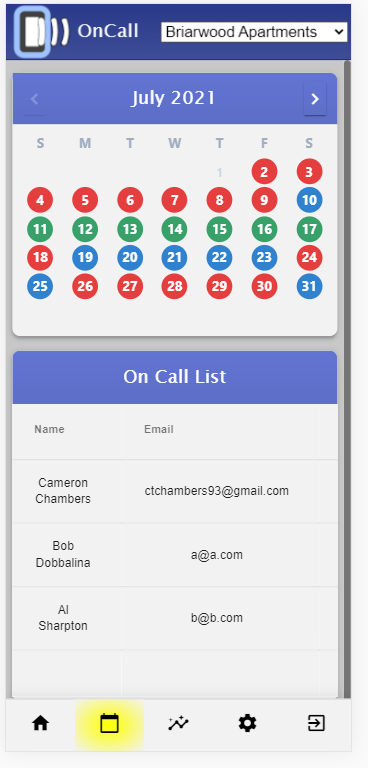 OnCall Briarwood Apartments
July 2021
S M T W T F S
1 2 3
4 5 6 7 8 9 10
11 12 13 14 15 16 17
18 19 20 21 22 23 24
25 26 27 28 29 30 31
On Call List
Name Email
Cameron
Chambers ctchambers93@gmail.com
Bob
Dobbalina a@a.com
Al
Sharpton b@b.com